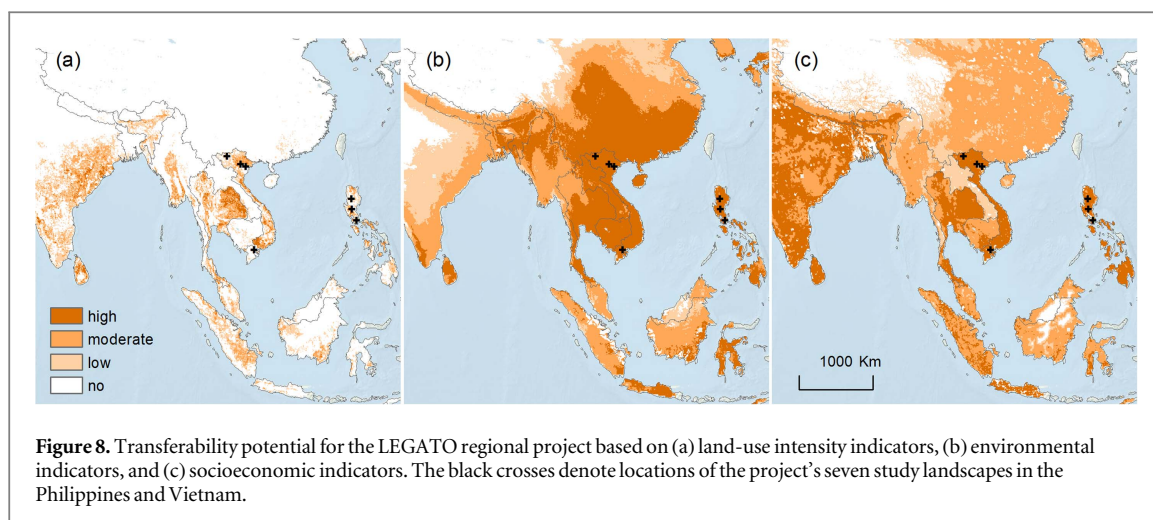 (a)
(b)
(c)
high
moderate
low
no
1000 Km
Figure 8. Transferability potential for the LEGATO regional project based on (a) land-use intensity indicators, (b) environmental
indicators, and (c) socioeconomic indicators. The black crosses denote locations of the project's seven study landscapes in the
Philippines and Vietnam.